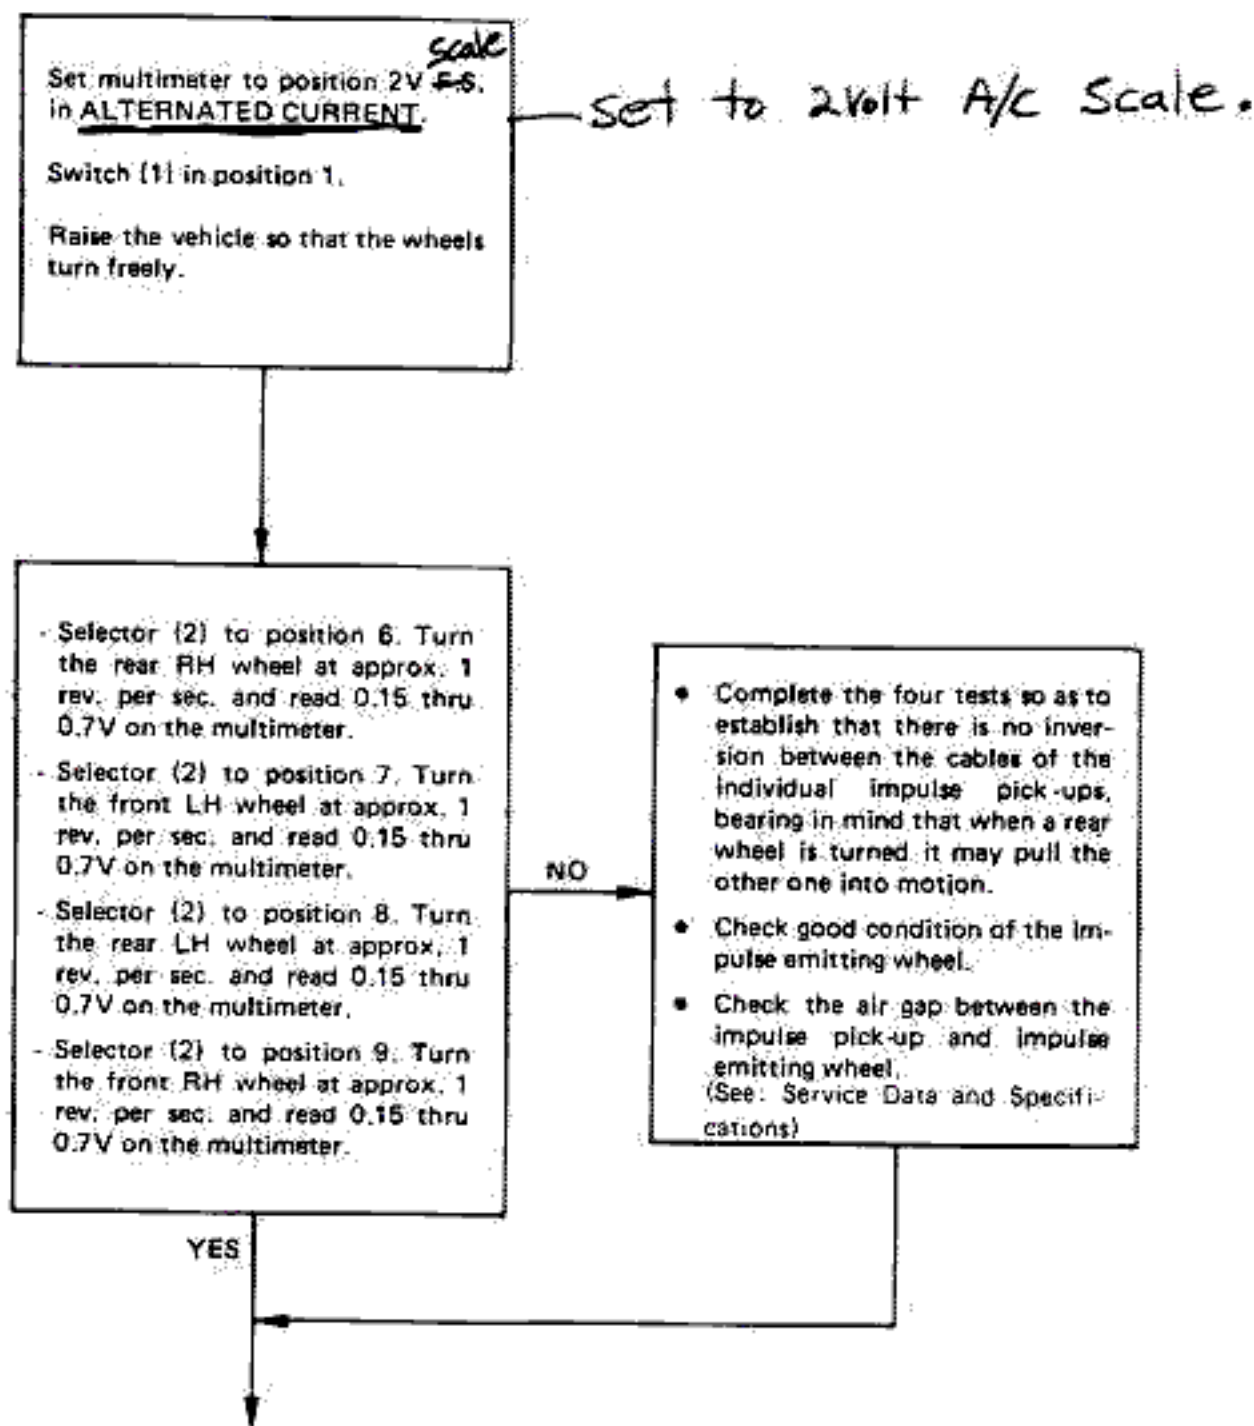 scale
Set multimeter to position 2V F.S.
in ALTERNATED CURRENT.
Set to 2volt A/C Scale.
Switch (1) in position 1.
Raise the vehicle so that the wheels
turn freely.
- Selector (2) to position 6. Turn
the rear RH wheel at approx. 1
rev. per sec. and read 0.15 thru
0.7V on the multimeter.
- Selector (2) to position 7. Turn
the front LH wheel at approx. 1
rev. per sec. and read 0.15 thru
0.7V on the multimeter.
- Selector (2) to position 8. Turn
the rear LH wheel at approx. 1
rev. per sec. and read 0.15 thru
0.7V on the multimeter.
- Selector (2) to position 9. Turn
the front RH wheel at approx. 1
rev. per sec. and read 0.15 thru
0.7V on the multimeter.
NO
• Complete the four tests so as to
establish that there is no inver-
sion between the cables of the
individual impulse pick-ups,
bearing in mind that when a rear
wheel is turned it may pull the
other one into motion.
• Check good condition of the im-
pulse emitting wheel.
• Check the air gap between the
impulse pick-up and impulse
emitting wheel.
(See: Service Data and Specifi-
cations)
YES